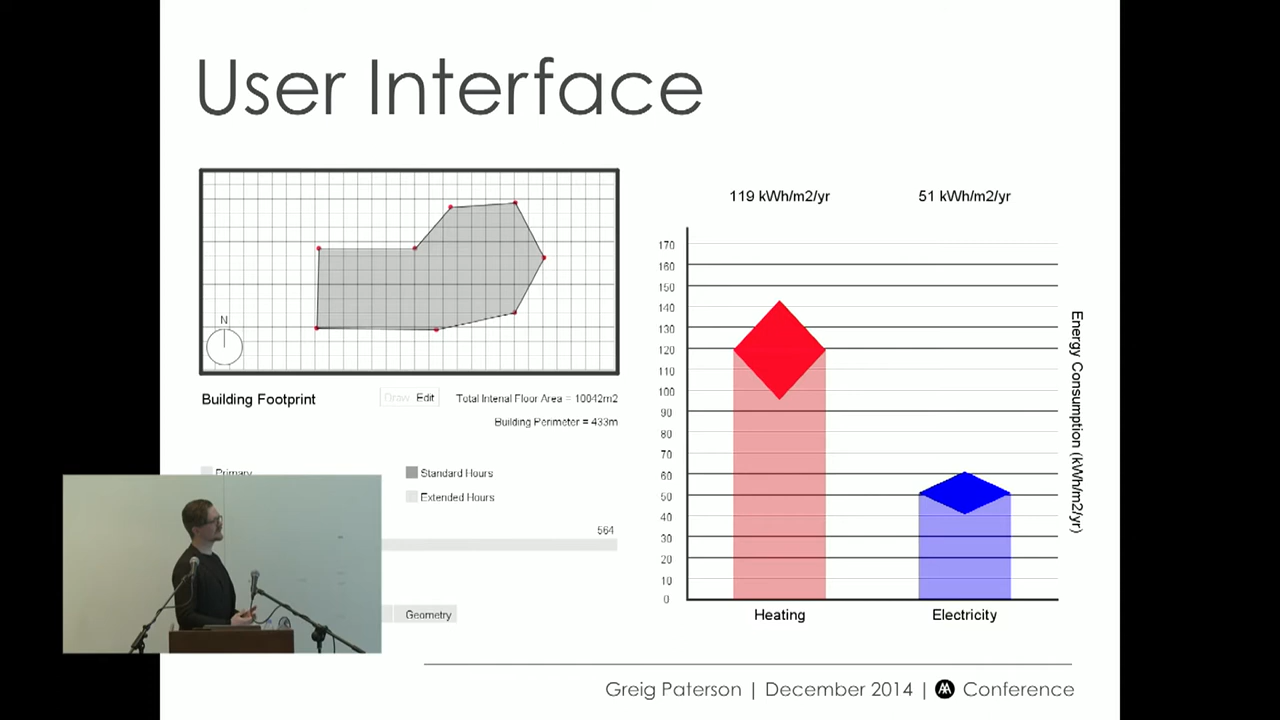 User Interface
N
Building Footprint
Draw Edit
Total Internal Floor Area = 10042m2
Building Perimeter = 433m
Primary
Standard Hours
Extended Hours
564
Geometry
119 kWh/m2/yr
51 kWh/m2/yr
170
160
150
140
130
120
110
100
90
80
70
60
50
40
30
20
10
0
Heating
Electricity
Energy Consumption (kWh/m2/yr)
Greig Paterson | December 2014 | AA Conference